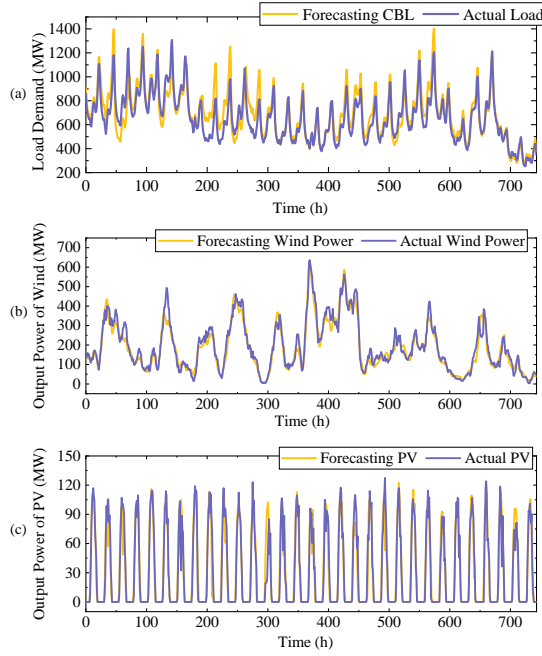 Forecasting CBL Actual Load
1400
1200
1000
800
600
400
200
Load Demand (MW)
(a)
0 100 200 300 400 500 600 700
Time (h)
Forecasting Wind Power Actual Wind Power
700
600
500
400
300
200
100
0
Output Power of Wind (MW)
(b)
0 100 200 300 400 500 600 700
Time (h)
Forecasting PV Actual PV
150
120
90
60
30
0
Output Power of PV (MW)
(c)
0 100 200 300 400 500 600 700
Time (h)